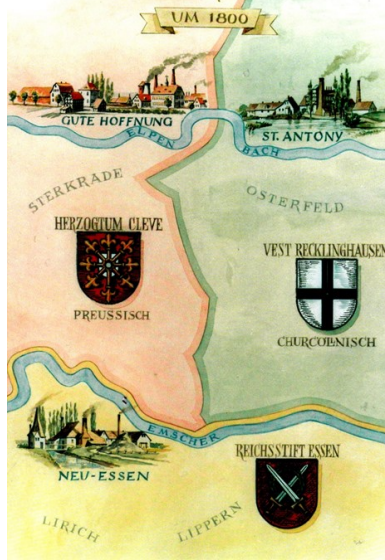 UM 1800
GUTE HOFFNUNG
ELPEN BACH
ST. ANTONY
STERKRADE
OSTERFELD
HERZOGTUM CLEVE
PREUSSISCH
VEST RECKLINGHAUSEN
CHURCÖLNISCH
EMSCHER
NEU-ESSEN
REICHSSTIFT ESSEN
LIRICH
LIPPERN